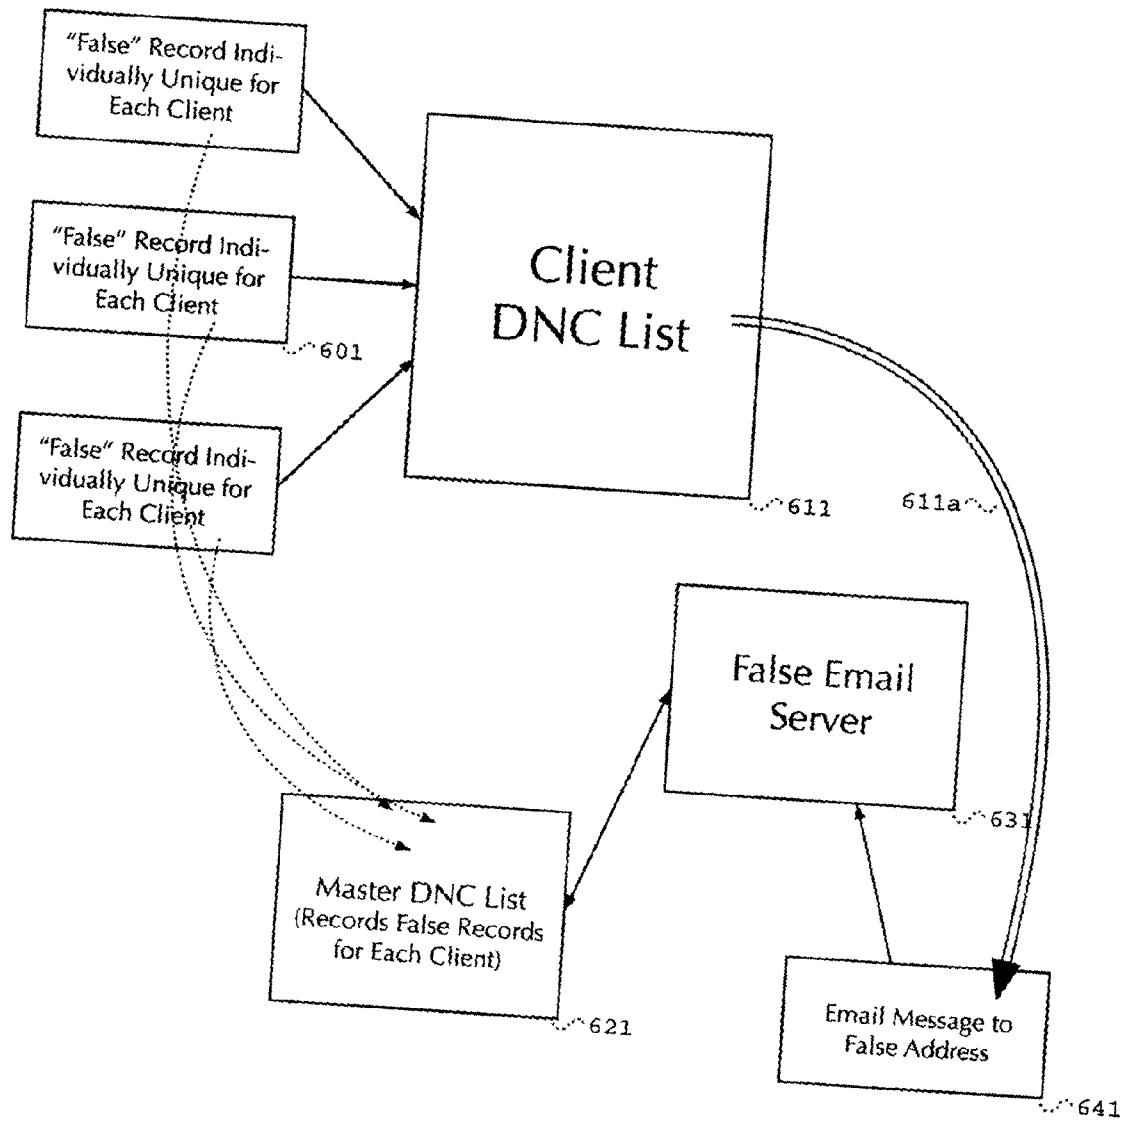 “False” Record Indi-
vidually Unique for
Each Client
“False” Record Indi-
vidually Unique for
Each Client
601
“False” Record Indi-
vidually Unique for
Each Client
Client
DNC List
611
611a
False Email
Server
631
Master DNC List
(Records False Records
for Each Client)
621
Email Message to
False Address
641